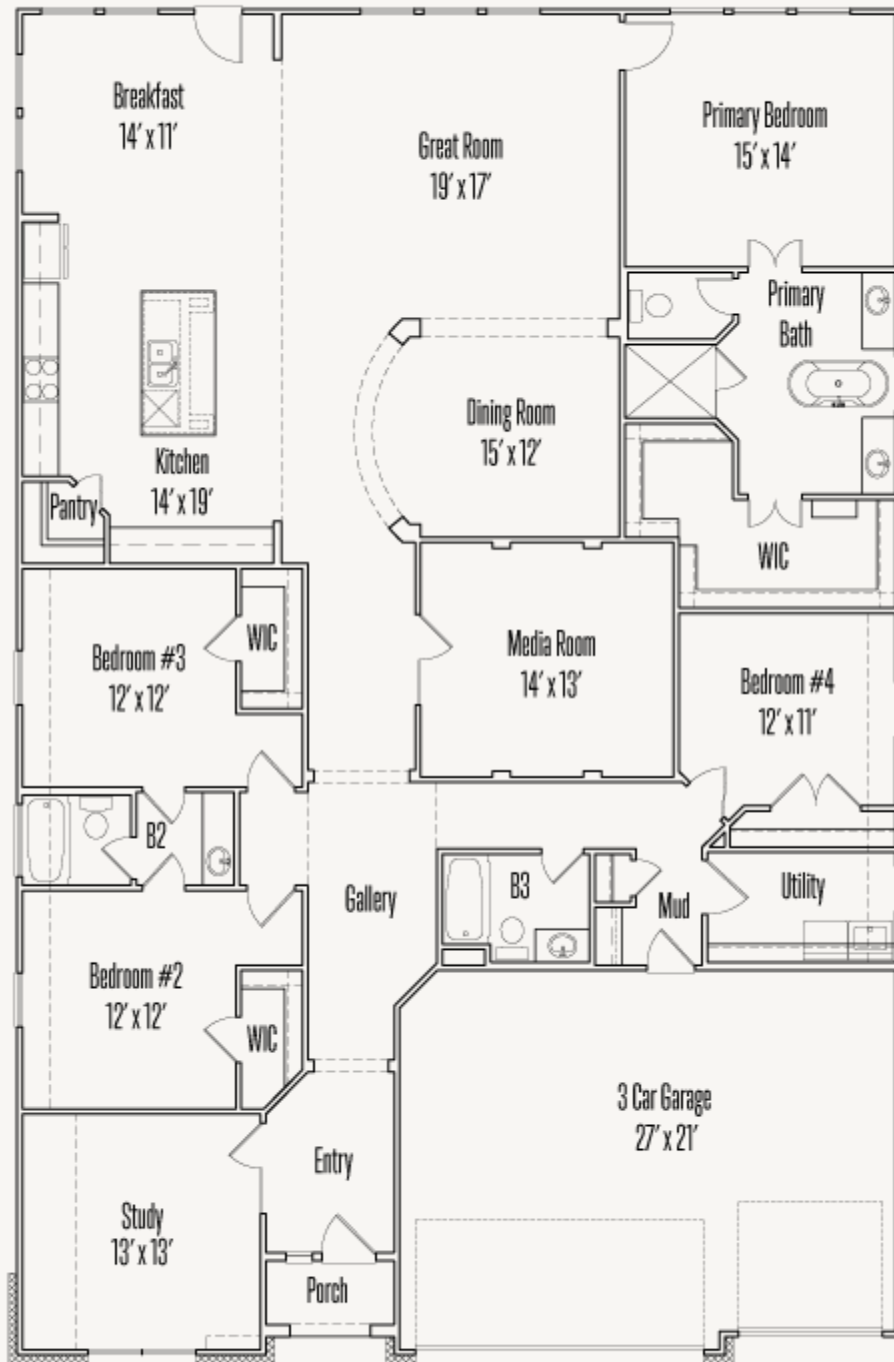 Breakfast
14' x 11'
Great Room
19' x 17'
Primary Bedroom
15' x 14'
Primary
Bath
Dining Room
15' x 12'
Kitchen
14' x 19'
Pantry
WIC
WIC
Bedroom #3
12' x 12'
Media Room
14' x 13'
Bedroom #4
12' x 11'
B2
B3
Gallery
Mud
Utility
Bedroom #2
12' x 12'
WIC
3 Car Garage
27' x 21'
Entry
Study
13' x 13'
Porch